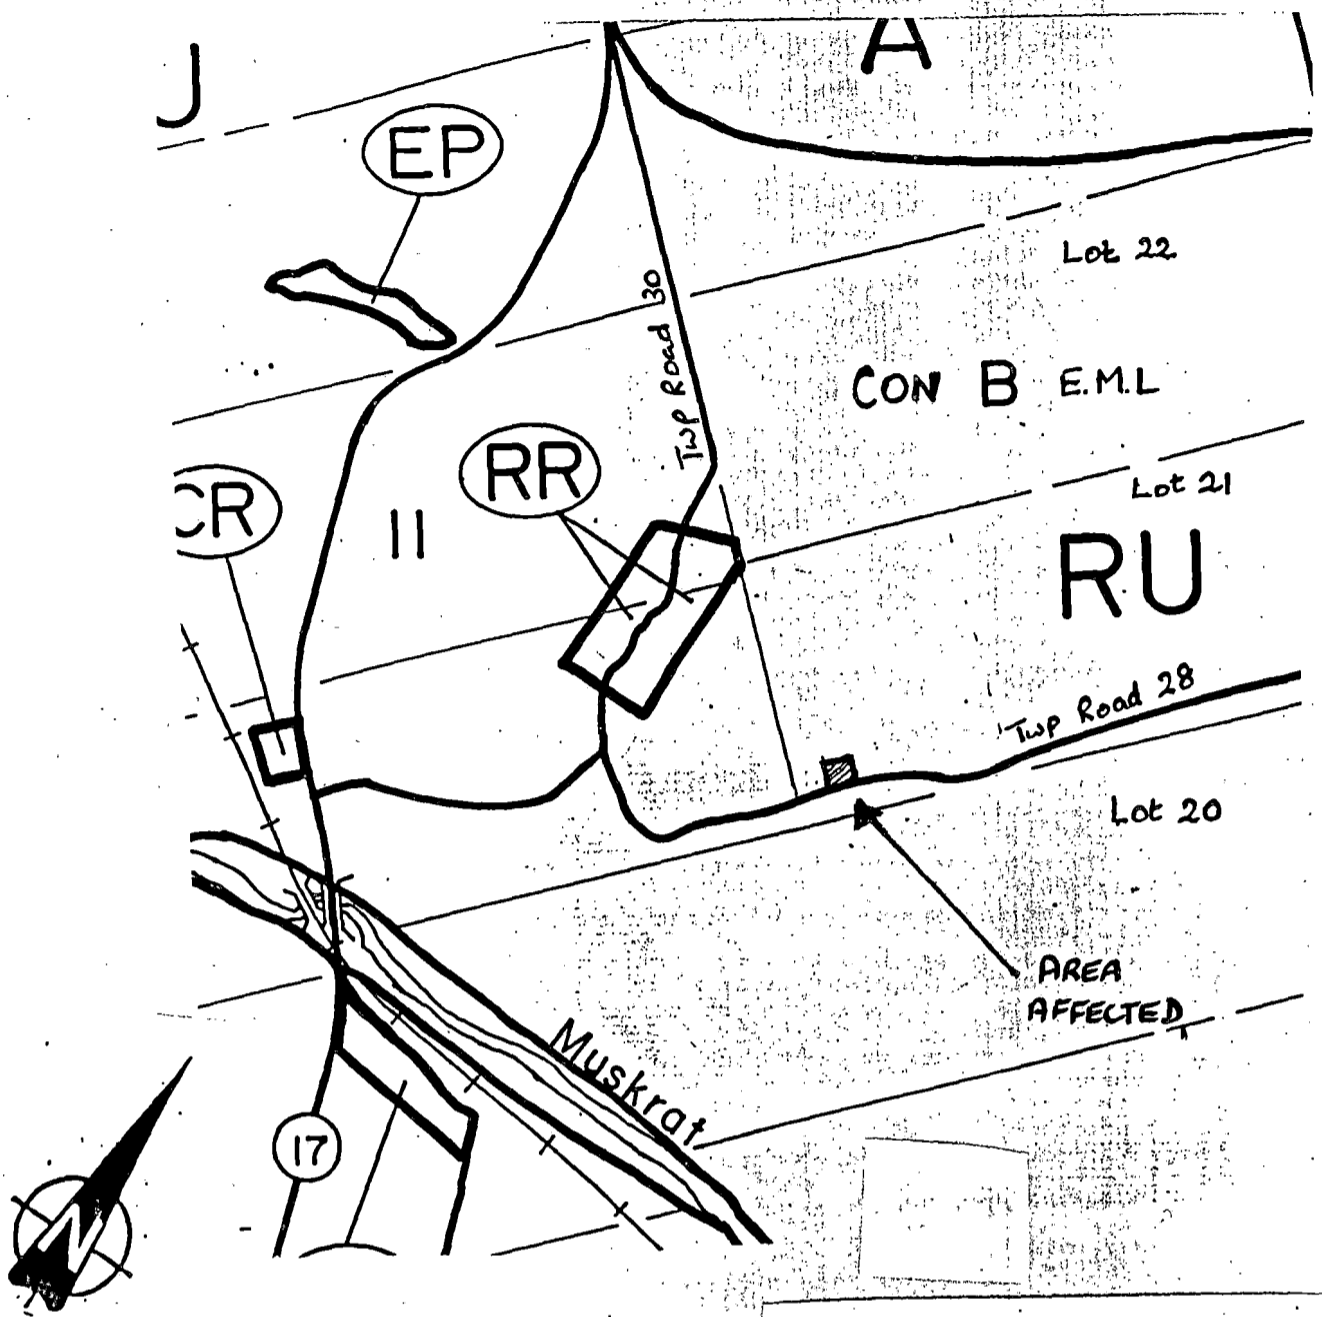 J
A
EP
Lot 22
Twp Road 30
CON B E.M.L
RR
Lot 21
CR
11
RU
Twp Road 28
Lot 20
AREA
AFFECTED
Muskrat
17
N